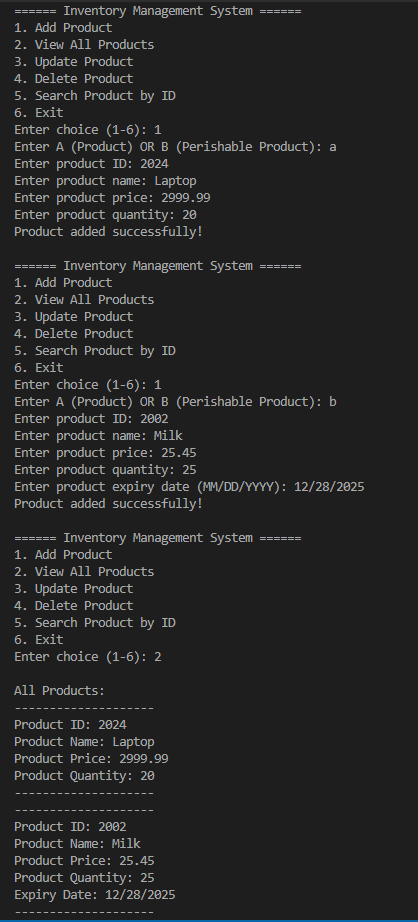 ====== Inventory Management System ======
1. Add Product
2. View All Products
3. Update Product
4. Delete Product
5. Search Product by ID
6. Exit
Enter choice (1-6): 1
Enter A (Product) OR B (Perishable Product): a
Enter product ID: 2024
Enter product name: Laptop
Enter product price: 2999.99
Enter product quantity: 20
Product added successfully!

====== Inventory Management System ======
1. Add Product
2. View All Products
3. Update Product
4. Delete Product
5. Search Product by ID
6. Exit
Enter choice (1-6): 1
Enter A (Product) OR B (Perishable Product): b
Enter product ID: 2002
Enter product name: Milk
Enter product price: 25.45
Enter product quantity: 25
Enter product expiry date (MM/DD/YYYY): 12/28/2025
Product added successfully!

====== Inventory Management System ======
1. Add Product
2. View All Products
3. Update Product
4. Delete Product
5. Search Product by ID
6. Exit
Enter choice (1-6): 2

All Products:
--------------------
Product ID: 2024
Product Name: Laptop
Product Price: 2999.99
Product Quantity: 20
--------------------
--------------------
Product ID: 2002
Product Name: Milk
Product Price: 25.45
Product Quantity: 25
Expiry Date: 12/28/2025
--------------------